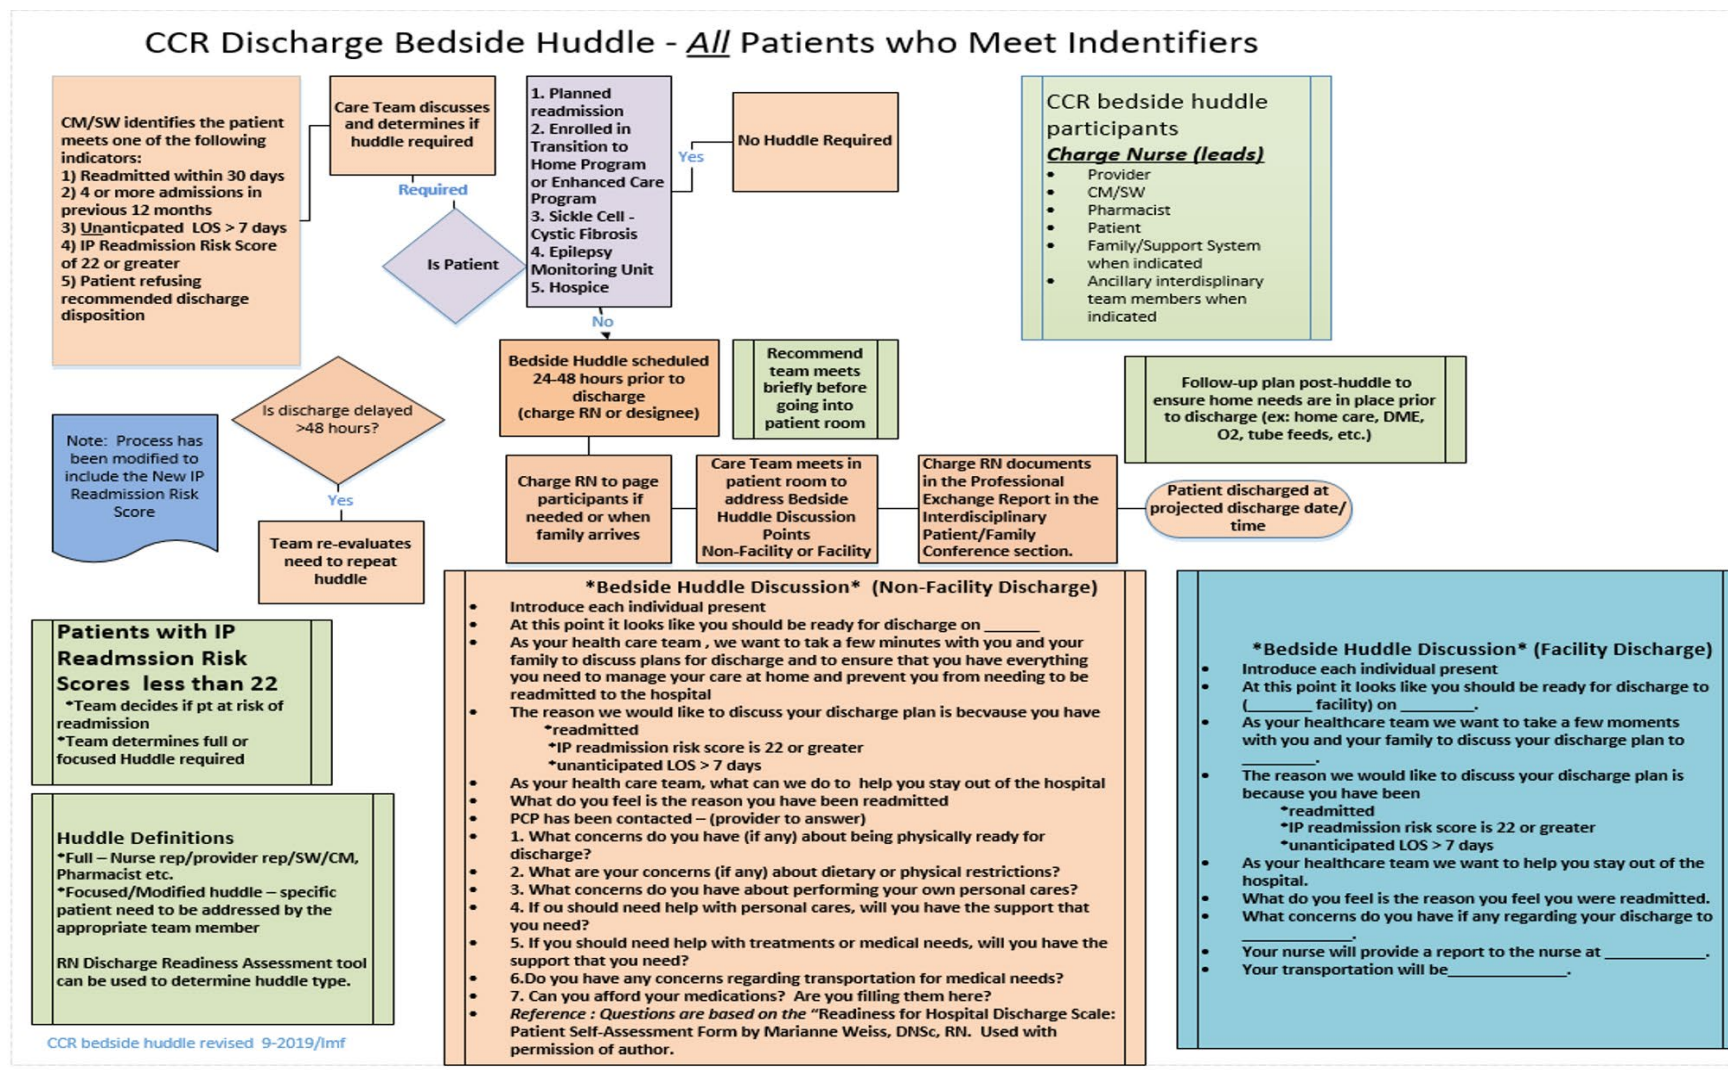 CCR Discharge Bedside Huddle - All Patients who Meet Indentifiers
CM/SW identifies the patient
meets one of the following
indicators:
1) Readmitted within 30 days
2) 4 or more admissions in
previous 12 months
3) Unanticpated LOS > 7 days
4) IP Readmission Risk Score
of 22 or greater
5) Patient refusing
recommended discharge
disposition
Care Team discusses
and determines if
huddle required
Required
Is Patient
1. Planned
readmission
2. Enrolled in
Transition to
Home Program
or Enhanced Care
Program
3. Sickle Cell -
Cystic Fibrosis
4. Epilepsy
Monitoring Unit
5. Hospice
Yes
No Huddle Required
No
CCR bedside huddle
participants
Charge Nurse (leads)
• Provider
• CM/SW
• Pharmacist
• Patient
• Family/Support System
when indicated
• Ancillary interdisplinary
team members when
indicated
Bedside Huddle scheduled
24-48 hours prior to
discharge
(charge RN or designee)
Recommend
team meets
briefly before
going into
patient room
Follow-up plan post-huddle to
ensure home needs are in place prior
to discharge (ex: home care, DME,
O2, tube feeds, etc.)
Is discharge delayed
>48 hours?
Yes
Team re-evaluates
need to repeat
huddle
Note: Process has
been modified to
include the New IP
Readmission Risk
Score
Charge RN to page
participants if
needed or when
family arrives
Care Team meets in
patient room to
address Bedside
Huddle Discussion
Points
Non-Facility or Facility
Charge RN documents
in the Professional
Exchange Report in the
Interdisciplinary
Patient/Family
Conference section.
Patient discharged at
projected discharge date/
time
Patients with IP
Readmssion Risk
Scores less than 22
*Team decides if pt at risk of
readmission
*Team determines full or
focused Huddle required
Huddle Definitions
*Full – Nurse rep/provider rep/SW/CM,
Pharmacist etc.
*Focused/Modified huddle – specific
patient need to be addressed by the
appropriate team member
RN Discharge Readiness Assessment tool
can be used to determine huddle type.
CCR bedside huddle revised 9-2019/lmf
*Bedside Huddle Discussion* (Non-Facility Discharge)
• Introduce each individual present
• At this point it looks like you should be ready for discharge on ______
• As your health care team , we want to tak a few minutes with you and your
family to discuss plans for discharge and to ensure that you have everything
you need to manage your care at home and prevent you from needing to be
readmitted to the hospital
• The reason we would like to discuss your discharge plan is becvause you have
*readmitted
*IP readmission risk score is 22 or greater
*unanticipated LOS > 7 days
• As your health care team, what can we do to help you stay out of the hospital
• What do you feel is the reason you have been readmitted
• PCP has been contacted – (provider to answer)
• 1. What concerns do you have (if any) about being physically ready for
discharge?
• 2. What are your concerns (if any) about dietary or physical restrictions?
• 3. What concerns do you have about performing your own personal cares?
• 4. If ou should need help with personal cares, will you have the support that
you need?
• 5. If you should need help with treatments or medical needs, will you have the
support that you need?
• 6.Do you have any concerns regarding transportation for medical needs?
• 7. Can you afford your medications? Are you filling them here?
• Reference : Questions are based on the “Readiness for Hospital Discharge Scale:
Patient Self-Assessment Form by Marianne Weiss, DNSc, RN. Used with
permission of author.
*Bedside Huddle Discussion* (Facility Discharge)
• Introduce each individual present
• At this point it looks like you should be ready for discharge to
(_______ facility) on ________.
• As your healthcare team we want to take a few moments
with you and your family to discuss your discharge plan to
________.
• The reason we would like to discuss your discharge plan is
because you have been
*readmitted
*IP readmission risk score is 22 or greater
*unanticipated LOS > 7 days
• As your healthcare team we want to help you stay out of the
hospital.
• What do you feel is the reason you feel you were readmitted.
• What concerns do you have if any regarding your discharge to
____________.
• Your nurse will provide a report to the nurse at ___________.
• Your transportation will be_____________.